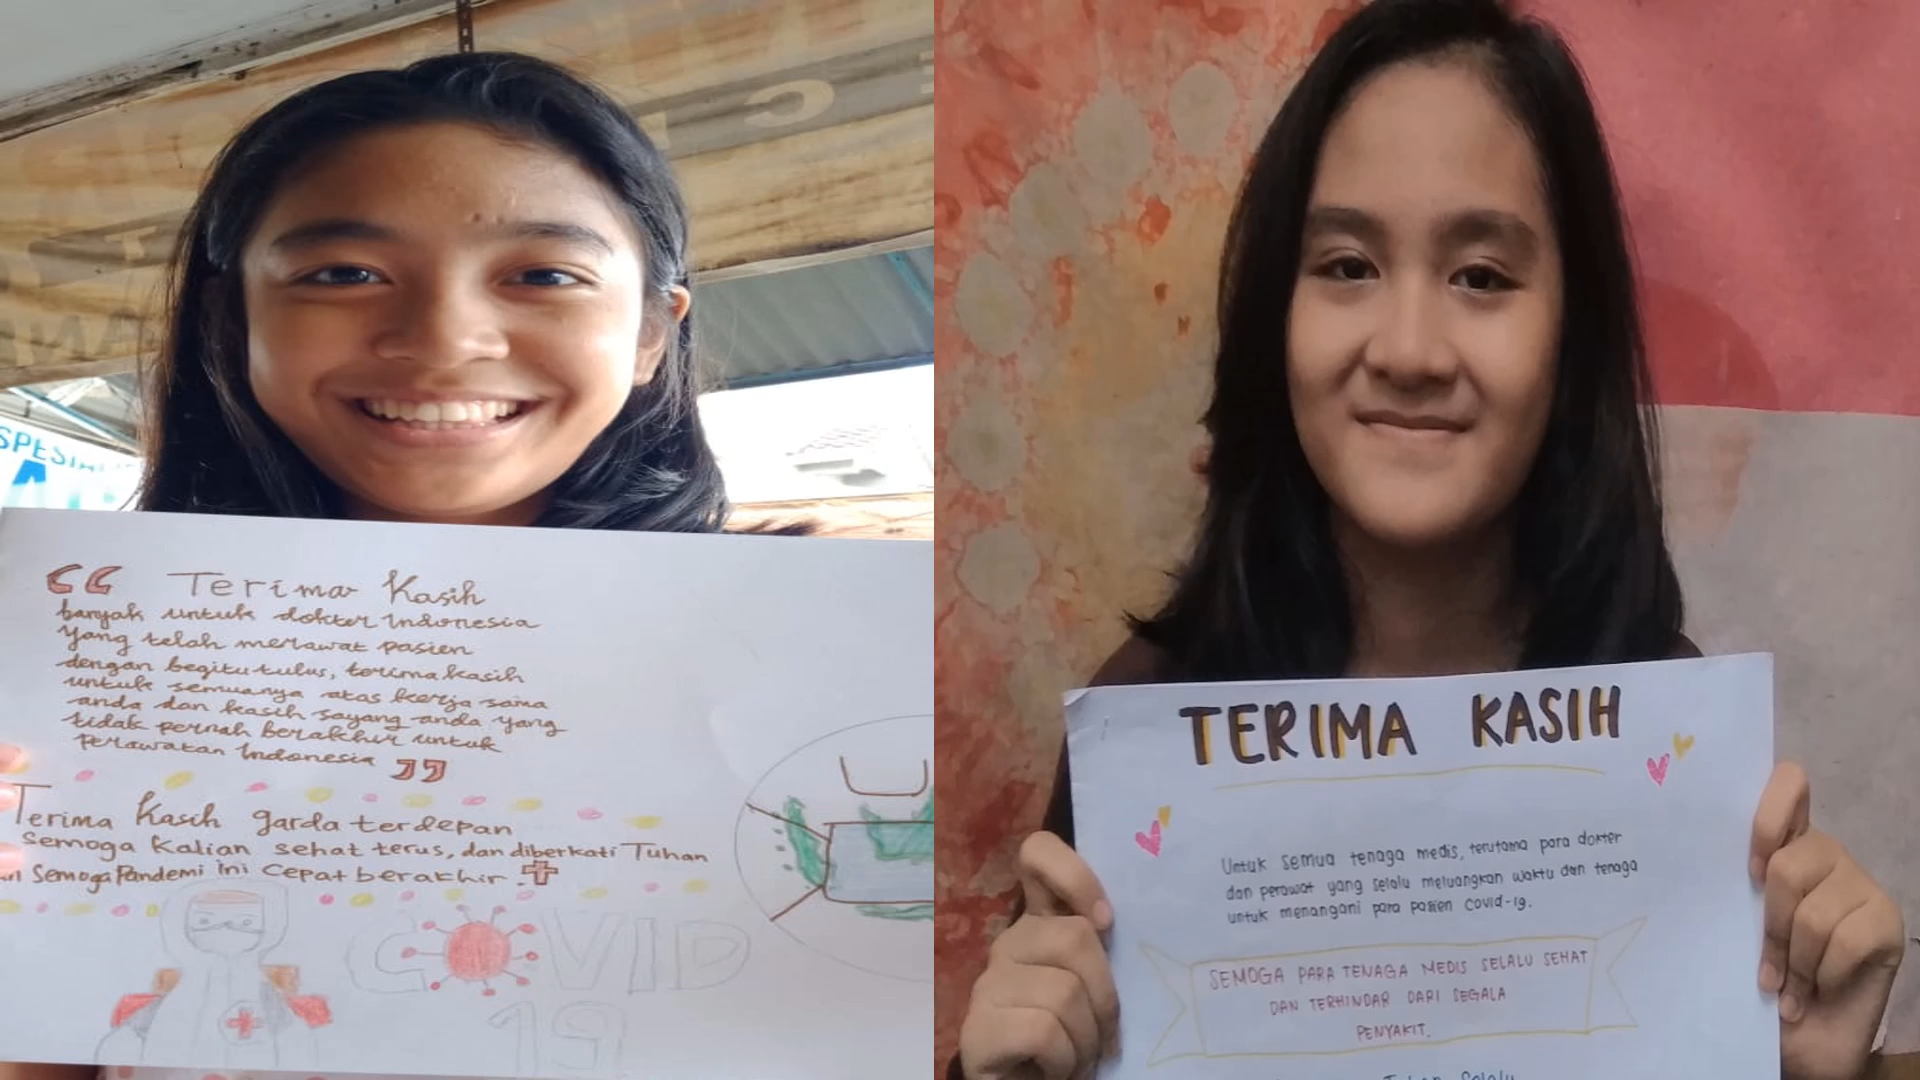 SPESIAL
“ Terima Kasih
banyak untuk dokter Indonesia
yang telah merawat pasien
dengan begitu tulus, terima kasih
untuk semuanya atas kerja sama
anda dan kasih sayang anda yang
tidak pernah berakhir untuk
perawatan Indonesia ”
Terima Kasih garda terdepan
Semoga Kalian sehat terus, dan diberkati Tuhan
Semoga Pandemi ini Cepat berakhir.
COVID
19
TERIMA KASIH
Untuk semua tenaga medis, terutama para dokter
dan perawat yang selalu meluangkan waktu dan tenaga
untuk menangani para pasien Covid-19.
SEMOGA PARA TENAGA MEDIS SELALU SEHAT
DAN TERHINDAR DARI SEGALA
PENYAKIT.
Tuhan Selalu